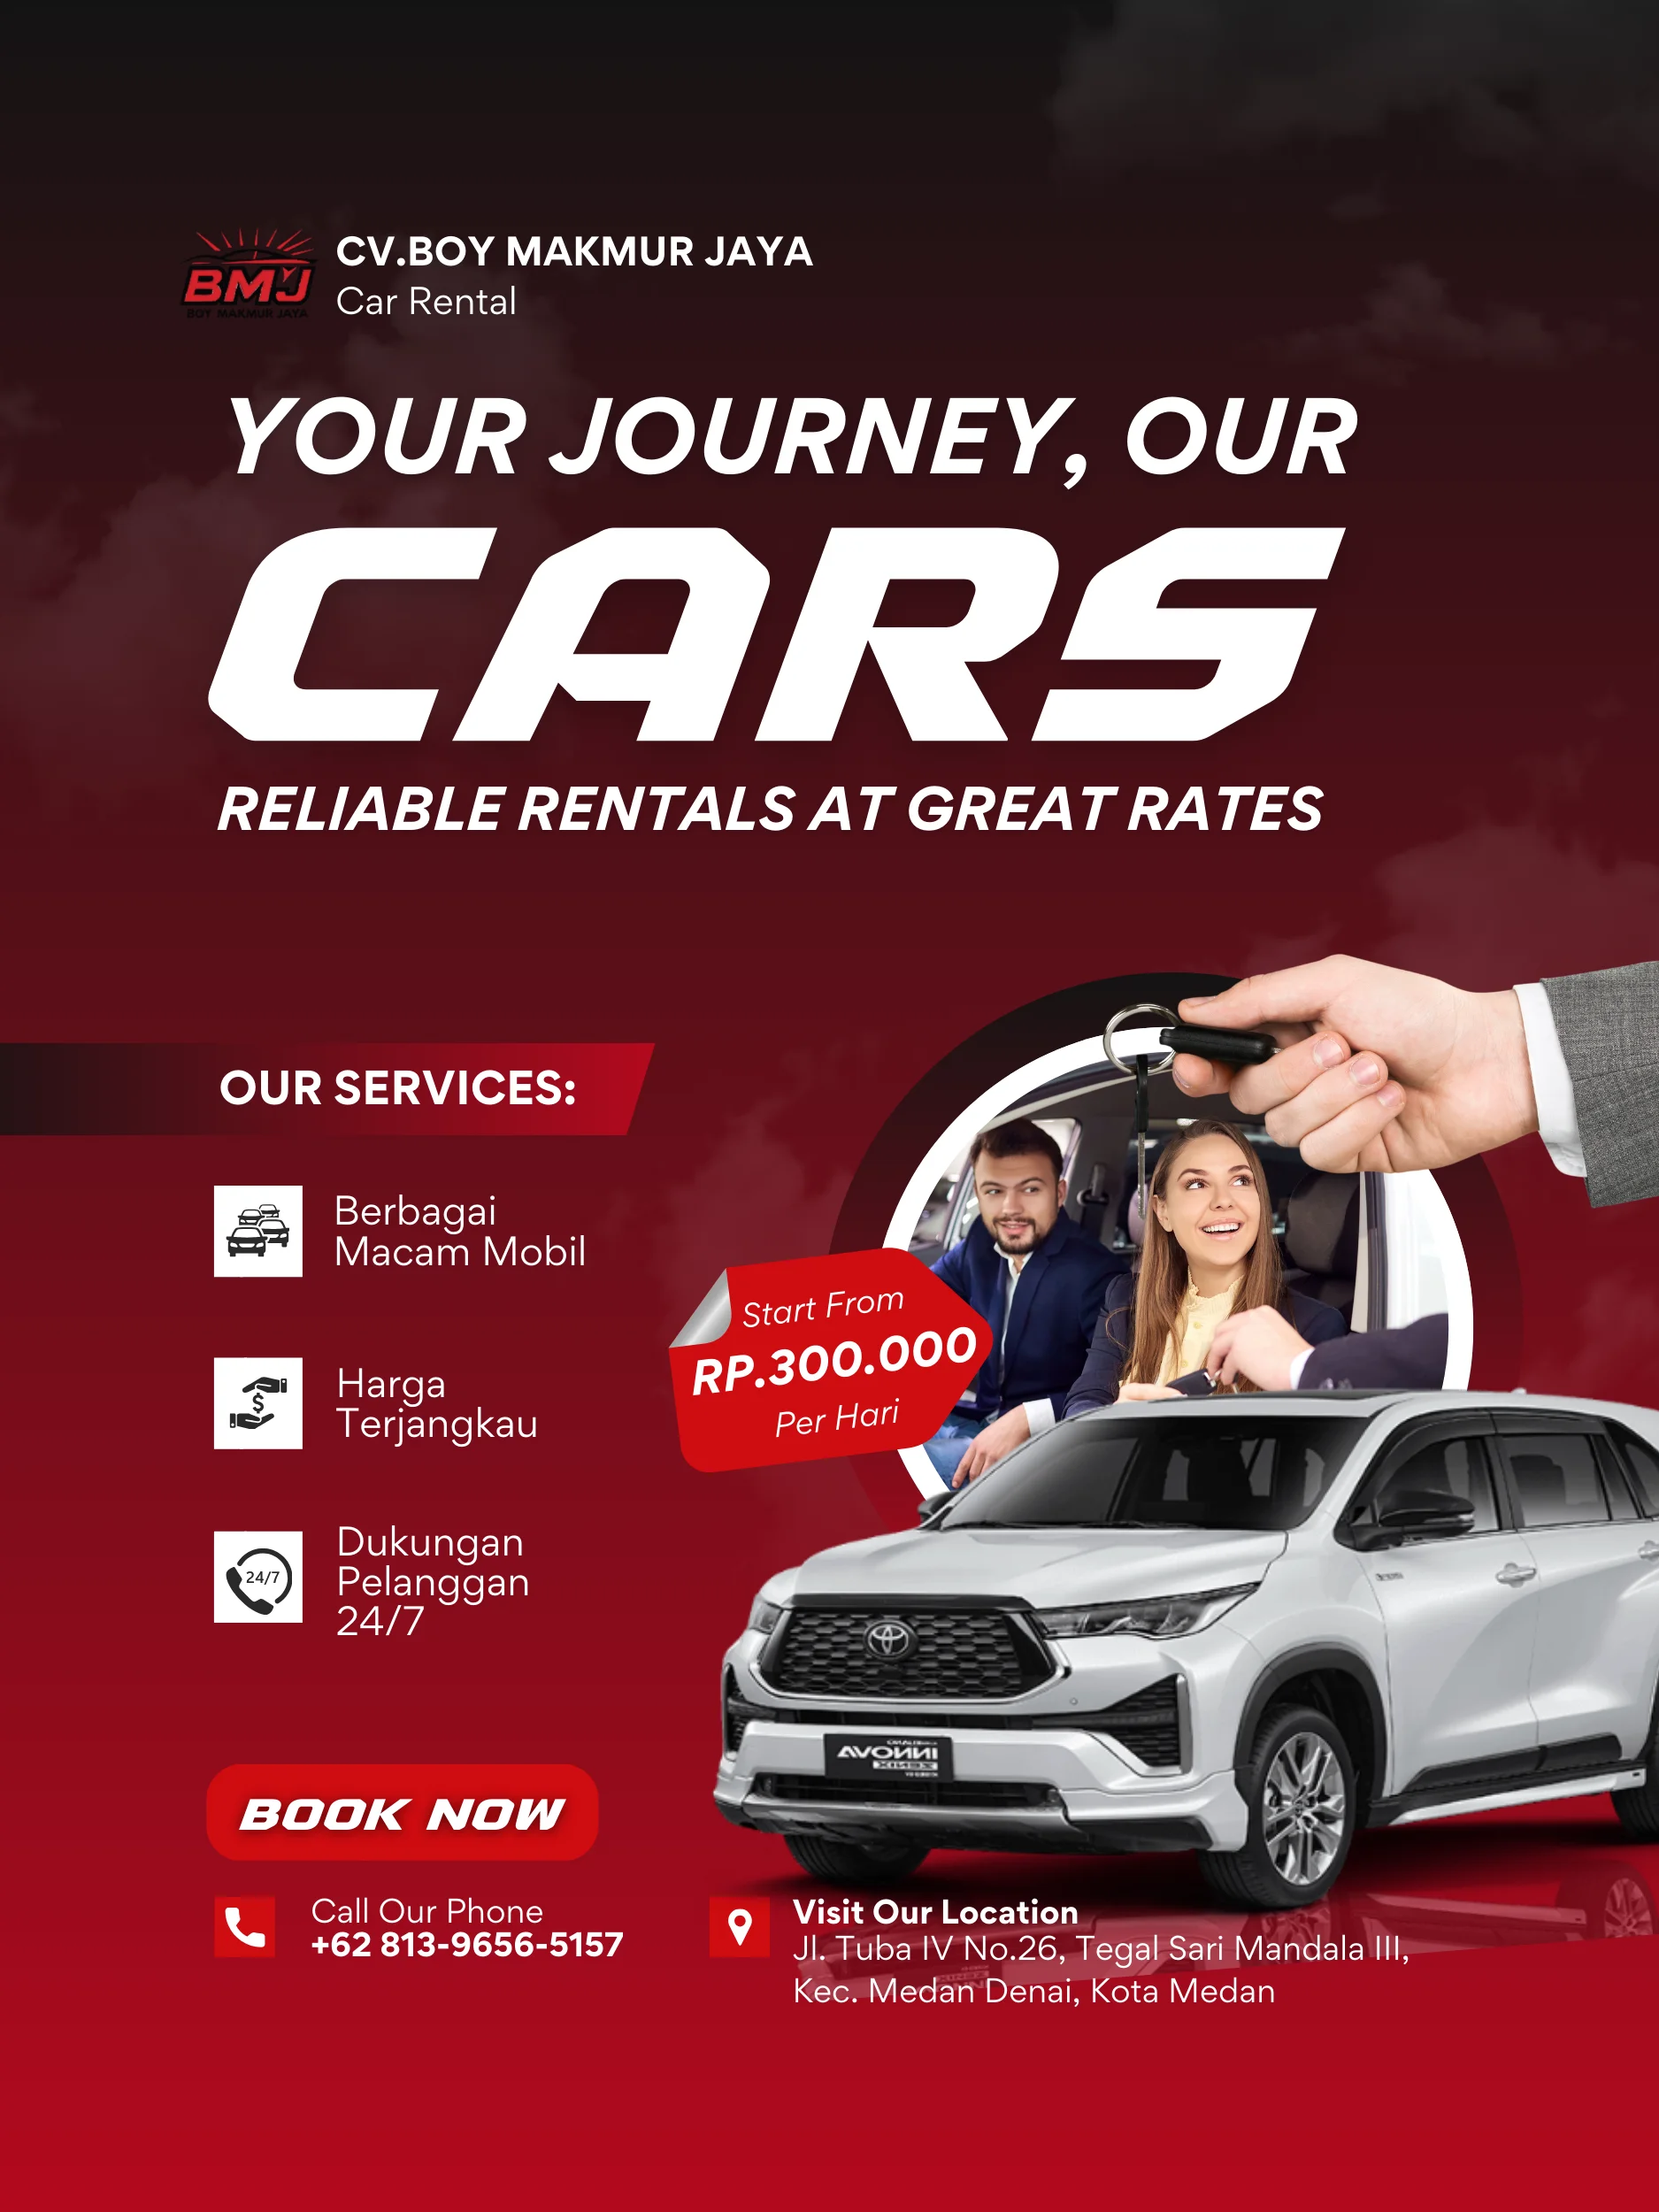 BMJ
BOY MAKMUR JAYA
CV.BOY MAKMUR JAYA
Car Rental
YOUR JOURNEY, OUR
CARS
RELIABLE RENTALS AT GREAT RATES
OUR SERVICES:
Berbagai
Macam Mobil
Harga
Terjangkau
24/7
Dukungan
Pelanggan
24/7
Start From
RP.300.000
Per Hari
INNOVA
ZENIX
BOOK NOW
Call Our Phone
+62 813-9656-5157
Visit Our Location
Jl. Tuba IV No.26, Tegal Sari Mandala III,
Kec. Medan Denai, Kota Medan